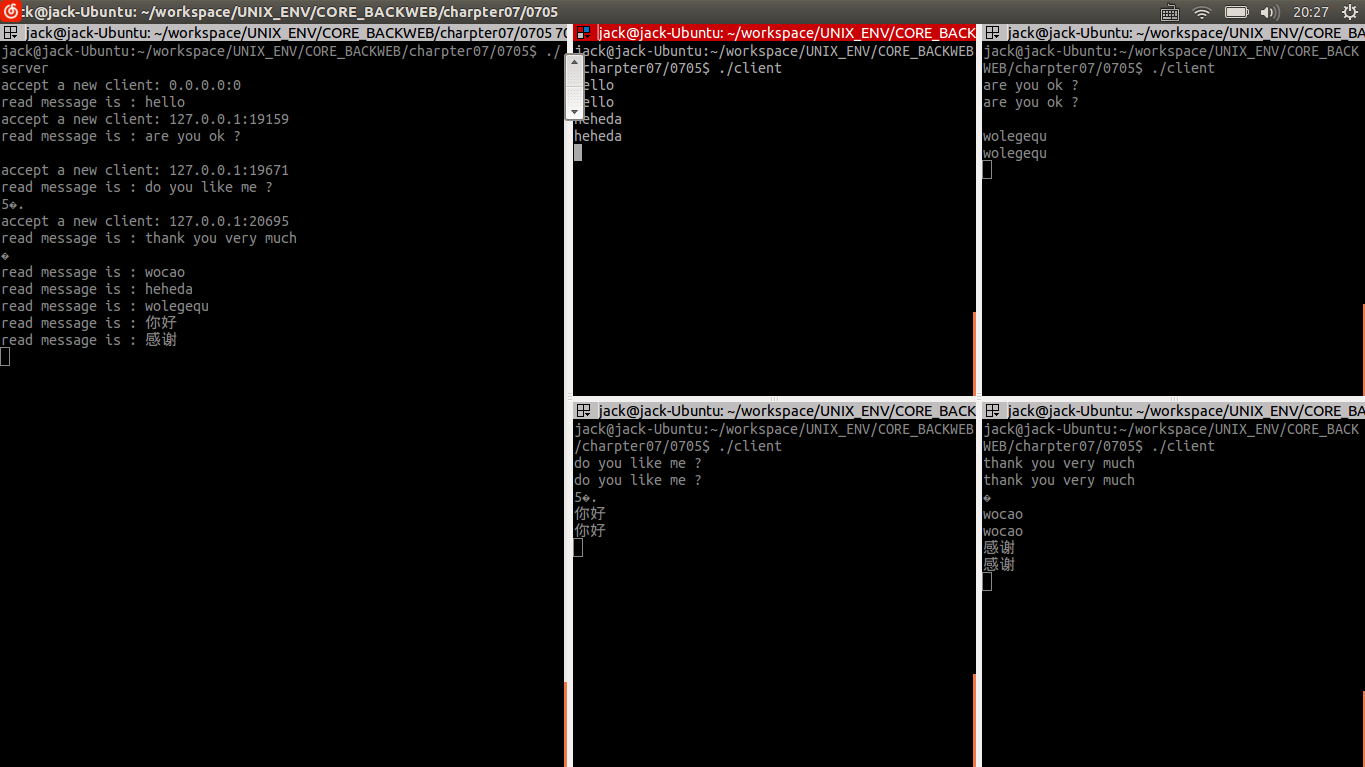 ck@jack-Ubuntu: ~/workspace/UNIX_ENV/CORE_BACKWEB/charpter07/0705
20:27
jack@jack-Ubuntu: ~/workspace/UNIX_ENV/CORE_BACKWEB/charpter07/0705 70
jack@jack-Ubuntu:~/workspace/UNIX_ENV/CORE_BACKWEB/charpter07/0705$ ./
server
accept a new client: 0.0.0.0:0
read message is : hello
accept a new client: 127.0.0.1:19159
read message is : are you ok ?
accept a new client: 127.0.0.1:19671
read message is : do you like me ?
5�.
accept a new client: 127.0.0.1:20695
read message is : thank you very much
�
read message is : wocao
read message is : heheda
read message is : wolegequ
read message is : 你好
read message is : 感谢
jack@jack-Ubuntu: ~/workspace/UNIX_ENV/CORE_BACK
jack@jack-Ubuntu:~/workspace/UNIX_ENV/CORE_BACKWEB
/charpter07/0705$ ./client
hello
hello
heheda
heheda
jack@jack-Ubuntu: ~/workspace/UNIX_ENV/CORE_BA
jack@jack-Ubuntu:~/workspace/UNIX_ENV/CORE_BACK
WEB/charpter07/0705$ ./client
are you ok ?
are you ok ?
wolegequ
wolegequ
jack@jack-Ubuntu: ~/workspace/UNIX_ENV/CORE_BACK
jack@jack-Ubuntu:~/workspace/UNIX_ENV/CORE_BACKWEB
/charpter07/0705$ ./client
do you like me ?
do you like me ?
5�.
你好
你好
jack@jack-Ubuntu: ~/workspace/UNIX_ENV/CORE_BA
jack@jack-Ubuntu:~/workspace/UNIX_ENV/CORE_BACK
WEB/charpter07/0705$ ./client
thank you very much
thank you very much
�
wocao
wocao
感谢
感谢